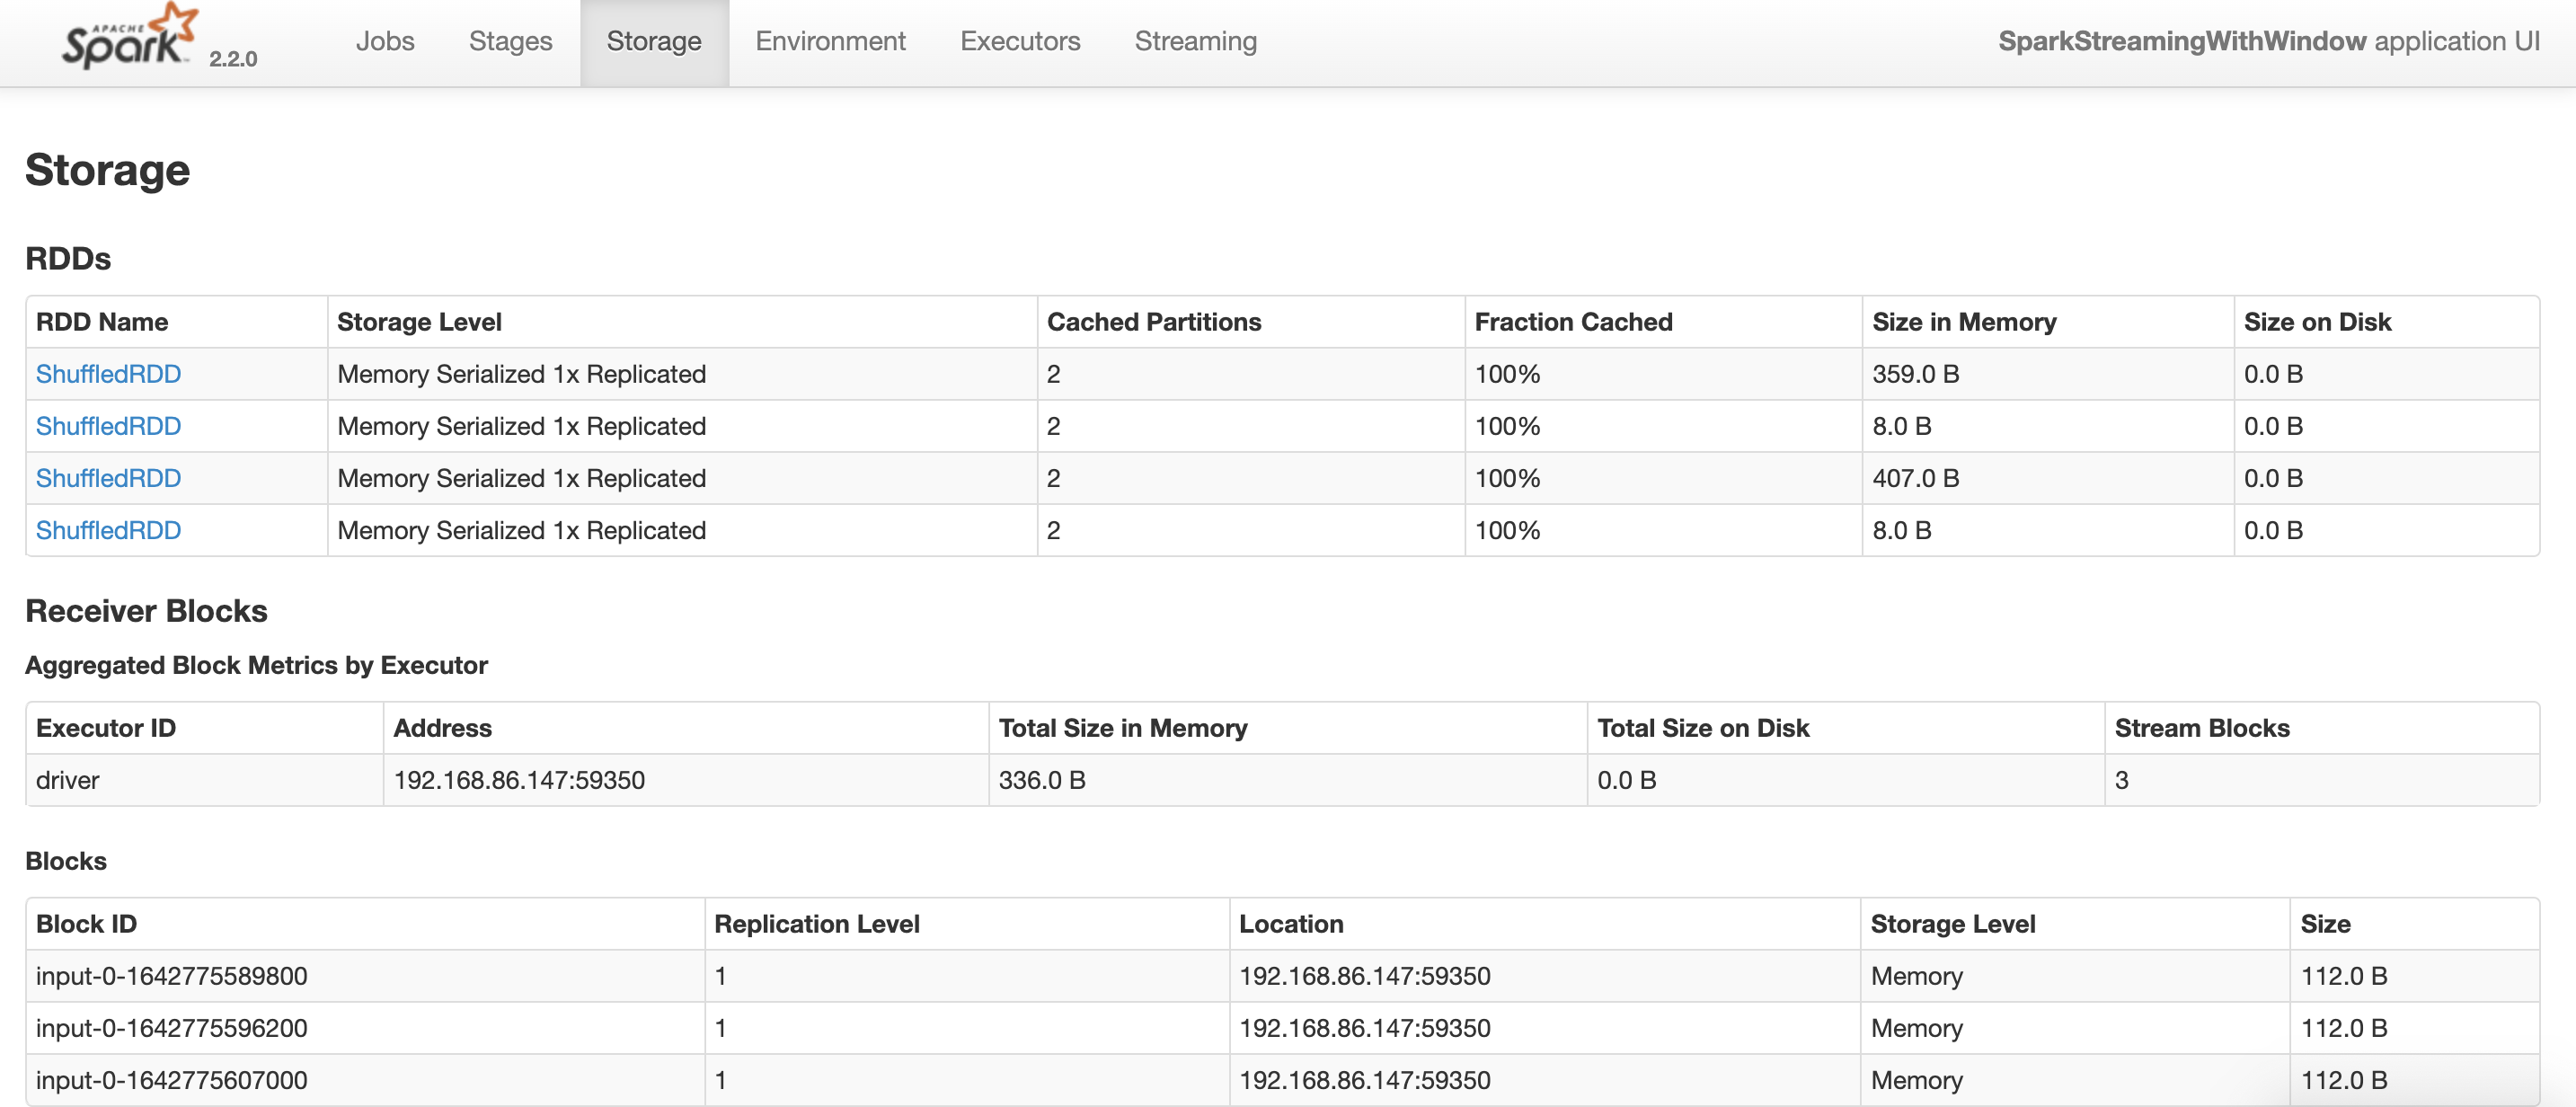 APACHE Spark™ 2.2.0 Jobs Stages Storage Environment Executors Streaming SparkStreamingWithWindow application UI
Storage
RDDs
RDD Name Storage Level Cached Partitions Fraction Cached Size in Memory Size on Disk
ShuffledRDD Memory Serialized 1x Replicated 2 100% 359.0 B 0.0 B
ShuffledRDD Memory Serialized 1x Replicated 2 100% 8.0 B 0.0 B
ShuffledRDD Memory Serialized 1x Replicated 2 100% 407.0 B 0.0 B
ShuffledRDD Memory Serialized 1x Replicated 2 100% 8.0 B 0.0 B
Receiver Blocks
Aggregated Block Metrics by Executor
Executor ID Address Total Size in Memory Total Size on Disk Stream Blocks
driver 192.168.86.147:59350 336.0 B 0.0 B 3
Blocks
Block ID Replication Level Location Storage Level Size
input-0-1642775589800 1 192.168.86.147:59350 Memory 112.0 B
input-0-1642775596200 1 192.168.86.147:59350 Memory 112.0 B
input-0-1642775607000 1 192.168.86.147:59350 Memory 112.0 B